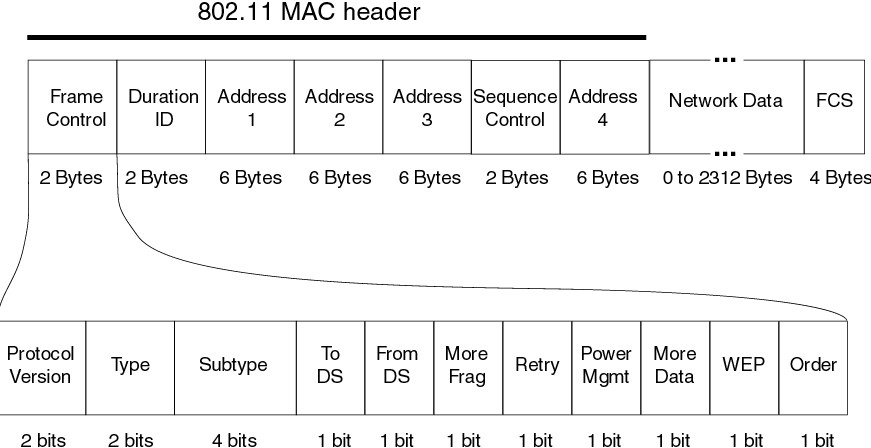 802.11 MAC header
Frame Control
Duration ID
Address 1
Address 2
Address 3
Sequence Control
Address 4
...
Network Data
...
FCS
2 Bytes
2 Bytes
6 Bytes
6 Bytes
6 Bytes
2 Bytes
6 Bytes
0 to 2312 Bytes
4 Bytes
Protocol Version
Type
Subtype
To DS
From DS
More Frag
Retry
Power Mgmt
More Data
WEP
Order
2 bits
2 bits
4 bits
1 bit
1 bit
1 bit
1 bit
1 bit
1 bit
1 bit
1 bit